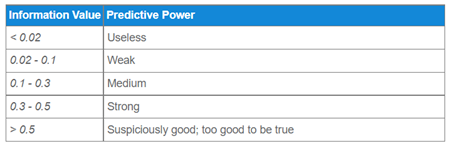 Information Value Predictive Power
< 0.02 Useless
0.02 - 0.1 Weak
0.1 - 0.3 Medium
0.3 - 0.5 Strong
> 0.5 Suspiciously good; too good to be true